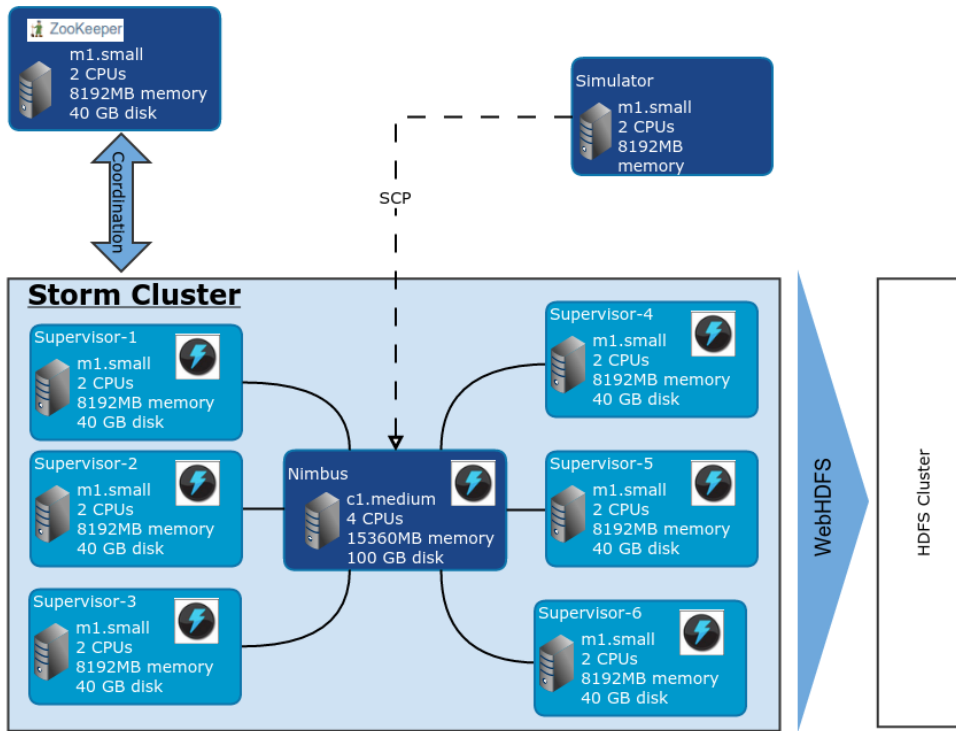 ZooKeeper
m1.small
2 CPUs
8192MB memory
40 GB disk
Simulator
m1.small
2 CPUs
8192MB
memory
Coordination
SCP
Storm Cluster
Supervisor-1
m1.small
2 CPUs
8192MB memory
40 GB disk
Supervisor-4
m1.small
2 CPUs
8192MB memory
40 GB disk
Supervisor-2
m1.small
2 CPUs
8192MB memory
40 GB disk
Nimbus
c1.medium
4 CPUs
15360MB memory
100 GB disk
Supervisor-5
m1.small
2 CPUs
8192MB memory
40 GB disk
Supervisor-3
m1.small
2 CPUs
8192MB memory
40 GB disk
Supervisor-6
m1.small
2 CPUs
8192MB memory
40 GB disk
WebHDFS
HDFS Cluster